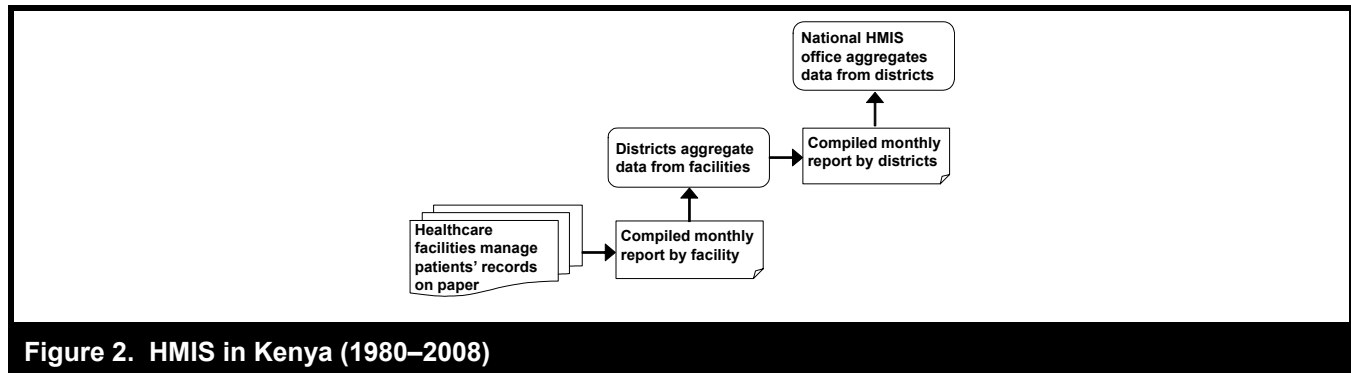 National HMIS
office aggregates
data from districts
Districts aggregate
data from facilities
Compiled monthly
report by districts
Healthcare
facilities manage
patients' records
on paper
Compiled monthly
report by facility
Figure 2. HMIS in Kenya (1980–2008)